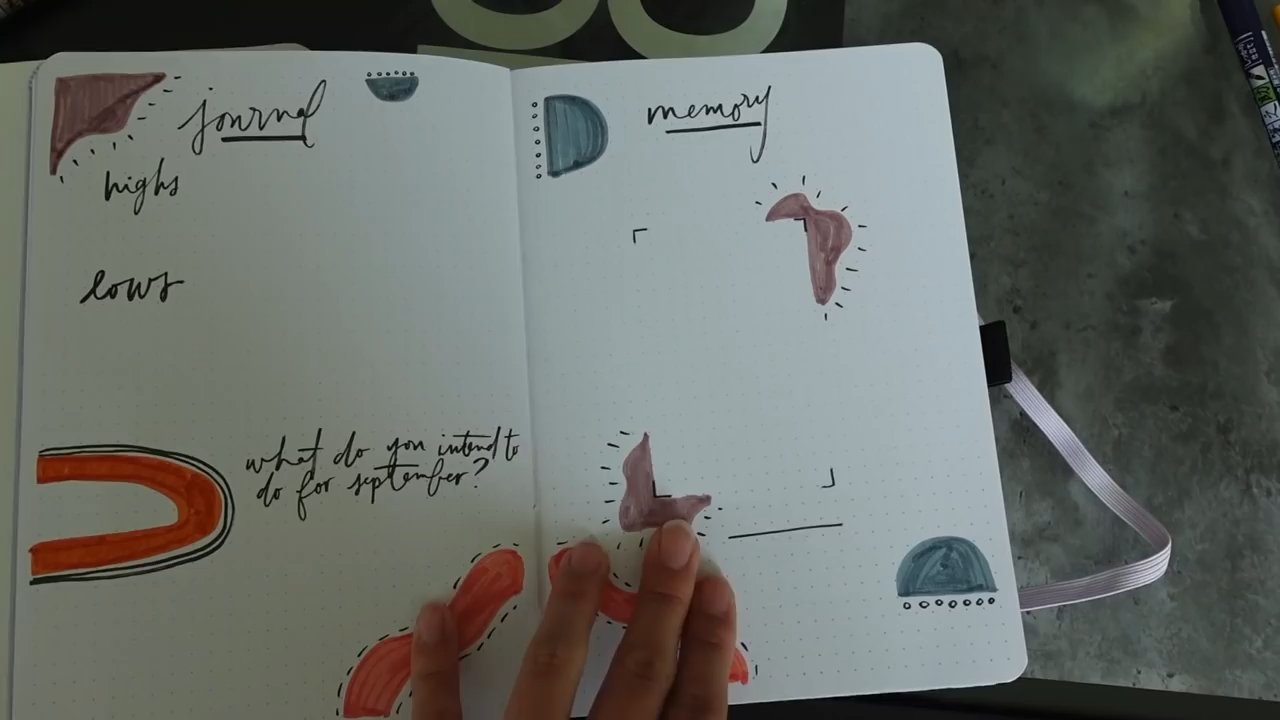 journal
highs
lows
what do you intend to
do for september?
memory